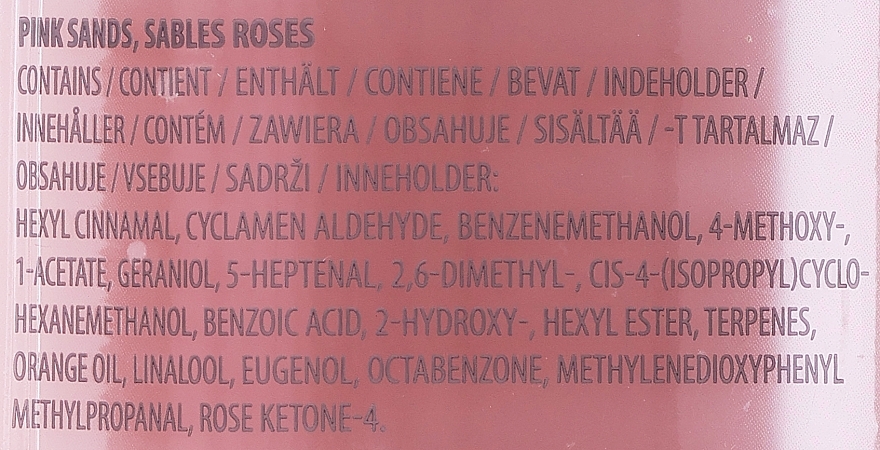 PINK SANDS, SABLES ROSES
CONTAINS / CONTIENT / ENTHÄLT / CONTIENE / BEVAT / INDEHOLDER /
INNEHÅLLER / CONTÉM / ZAWIERA / OBSAHUJE / SISÄLTÄÄ / -T TARTALMAZ /
OBSAHUJE / VSEBUJE / SADRŽI / INNEHOLDER:
HEXYL CINNAMAL, CYCLAMEN ALDEHYDE, BENZENEMETHANOL, 4-METHOXY-,
1-ACETATE, GERANIOL, 5-HEPTENAL, 2,6-DIMETHYL-, CIS-4-(ISOPROPYL)CYCLO-
HEXANEMETHANOL, BENZOIC ACID, 2-HYDROXY-, HEXYL ESTER, TERPENES,
ORANGE OIL, LINALOOL, EUGENOL, OCTABENZONE, METHYLENEDIOXYPHENYL
METHYLPROPANAL, ROSE KETONE-4.